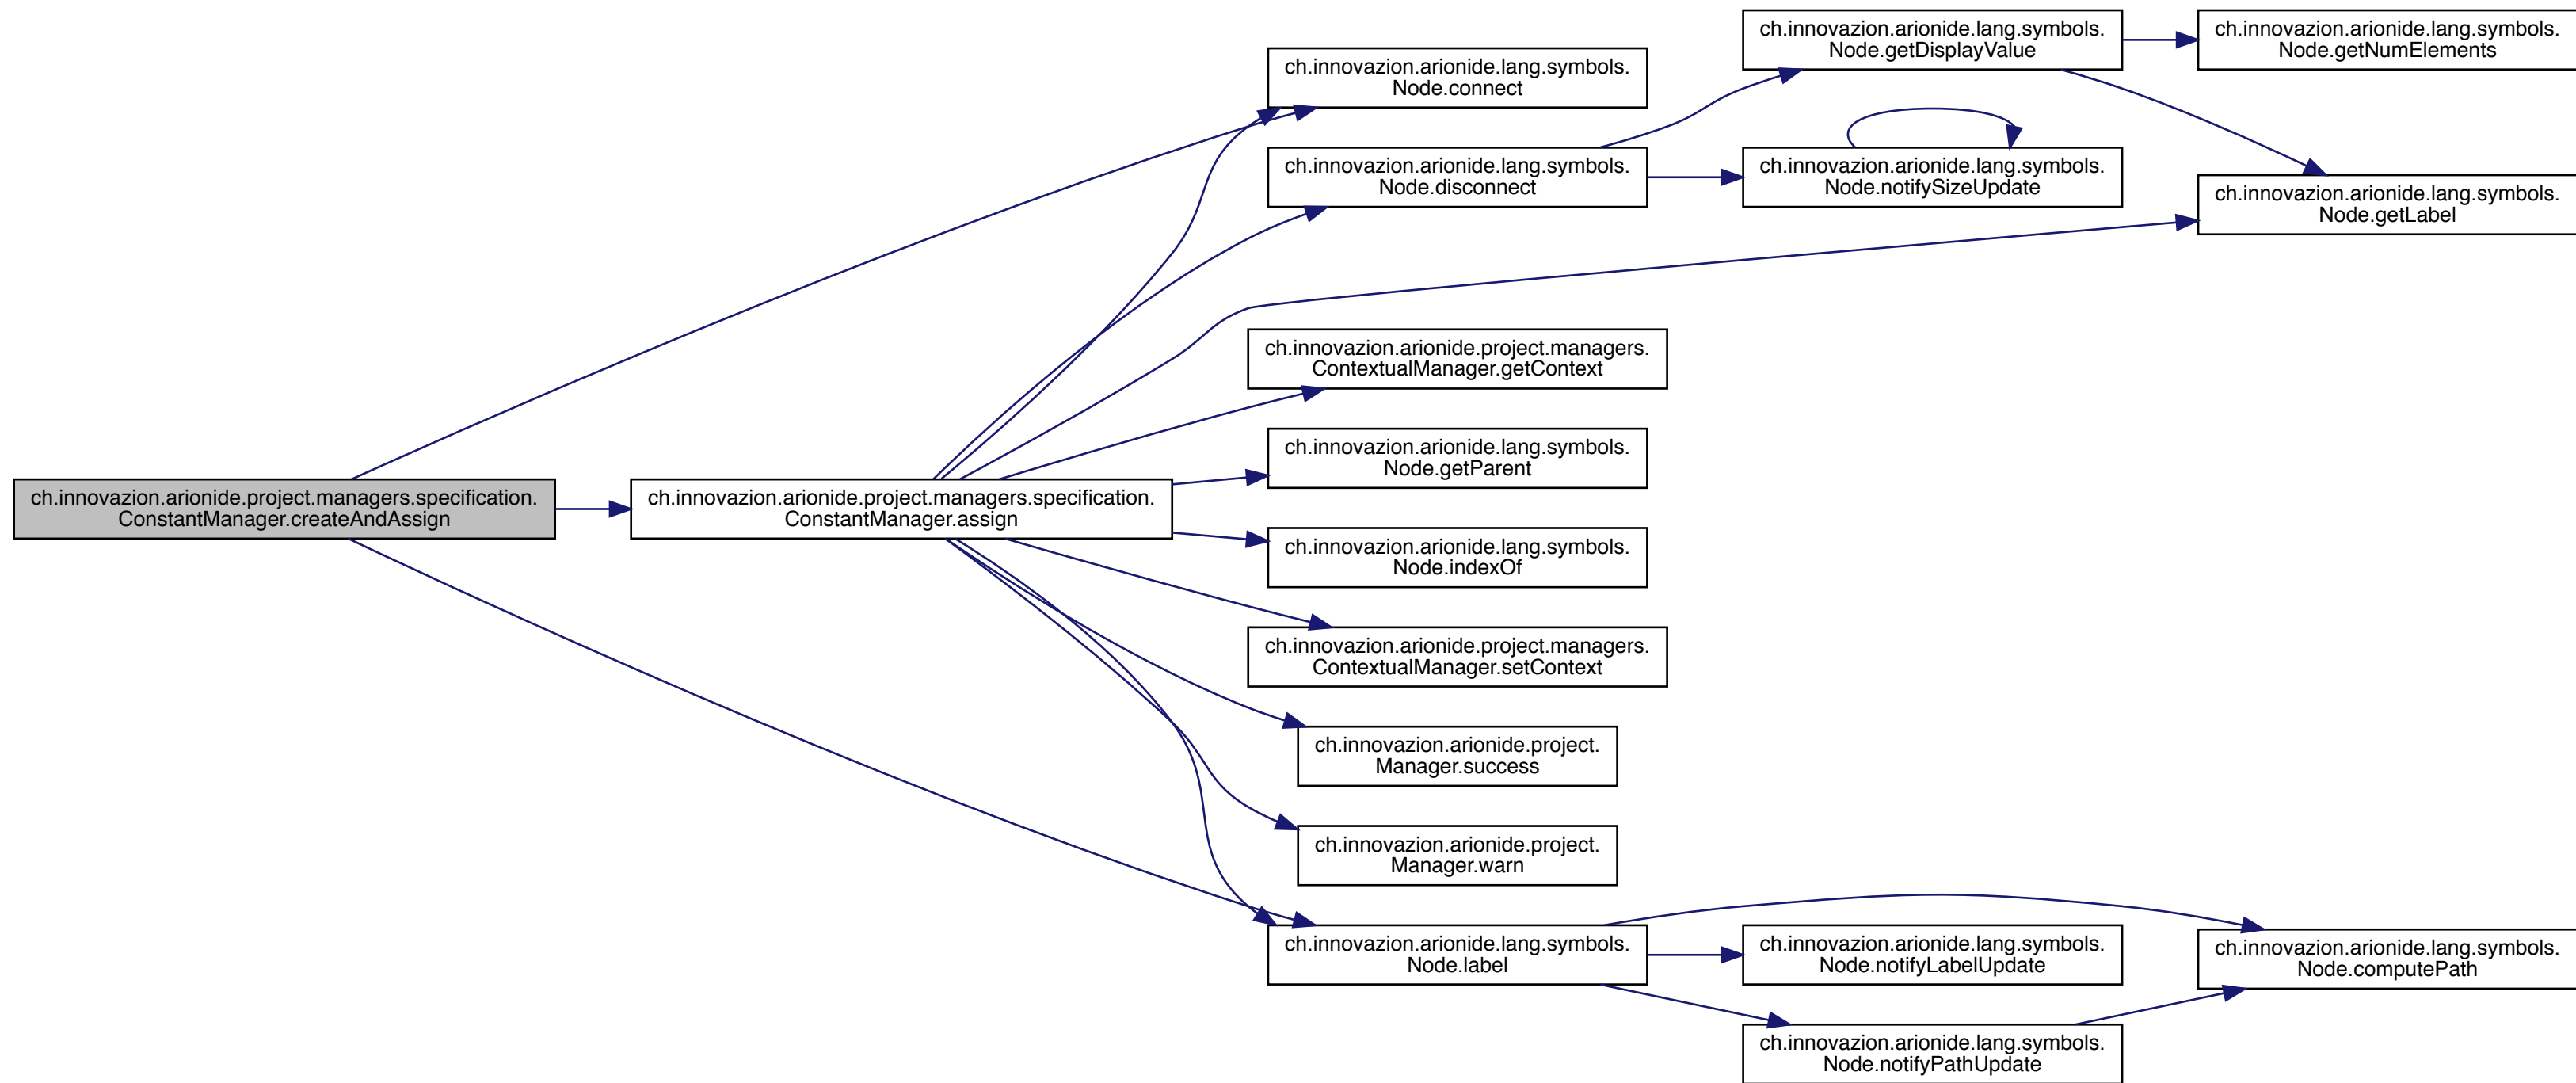 ch.innovazion.arionide.project.managers.specification.
ConstantManager.createAndAssign
ch.innovazion.arionide.project.managers.specification.
ConstantManager.assign
ch.innovazion.arionide.lang.symbols.
Node.connect
ch.innovazion.arionide.lang.symbols.
Node.disconnect
ch.innovazion.arionide.project.managers.
ContextualManager.getContext
ch.innovazion.arionide.lang.symbols.
Node.getParent
ch.innovazion.arionide.lang.symbols.
Node.indexOf
ch.innovazion.arionide.project.managers.
ContextualManager.setContext
ch.innovazion.arionide.project.
Manager.success
ch.innovazion.arionide.project.
Manager.warn
ch.innovazion.arionide.lang.symbols.
Node.label
ch.innovazion.arionide.lang.symbols.
Node.getDisplayValue
ch.innovazion.arionide.lang.symbols.
Node.notifySizeUpdate
ch.innovazion.arionide.lang.symbols.
Node.notifyLabelUpdate
ch.innovazion.arionide.lang.symbols.
Node.notifyPathUpdate
ch.innovazion.arionide.lang.symbols.
Node.getNumElements
ch.innovazion.arionide.lang.symbols.
Node.getLabel
ch.innovazion.arionide.lang.symbols.
Node.computePath